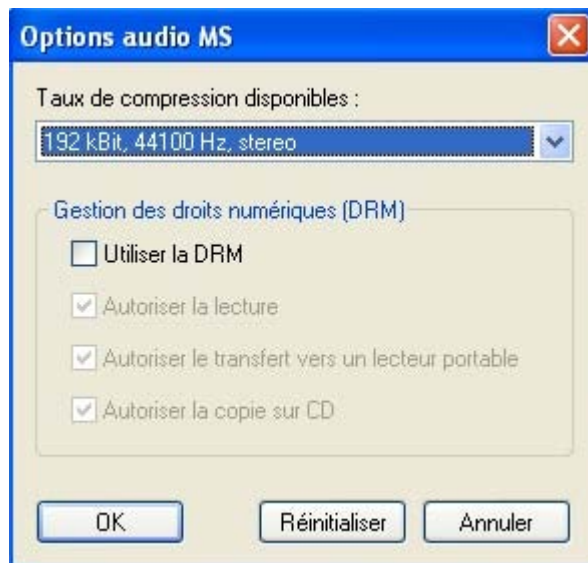 Options audio MS
Taux de compression disponibles :
192 kBit, 44100 Hz, stereo
Gestion des droits numériques (DRM)
Utiliser la DRM
Autoriser la lecture
Autoriser le transfert vers un lecteur portable
Autoriser la copie sur CD
OK Réinitialiser Annuler